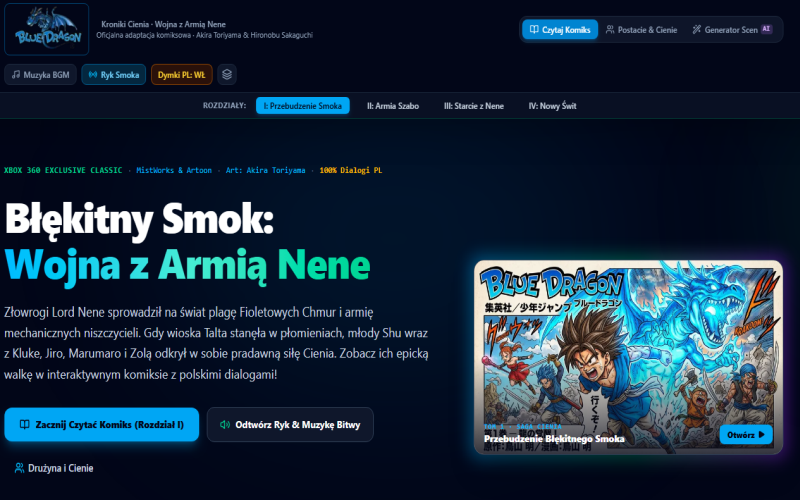 BLUE DRAGON
Kroniki Cienia · Wojna z Armią Nene
Oficjalna adaptacja komiksowa · Akira Toriyama & Hironobu Sakaguchi
Czytaj Komiks
Postacie & Cienie
Generator Scen AI
Muzyka BGM
Ryk Smoka
Dymki PL: WŁ
ROZDZIAŁY:
I: Przebudzenie Smoka
II: Armia Szabo
III: Starcie z Nene
IV: Nowy Świt
XBOX 360 EXCLUSIVE CLASSIC · MistWorks & Artoon · Art: Akira Toriyama · 100% Dialogi PL
Błękitny Smok:
Wojna z Armią Nene
Złowrogi Lord Nene sprowadził na świat plagę Fioletowych Chmur i armię
mechanicznych niszczycieli. Gdy wioska Talta stanęła w płomieniach, młody Shu wraz
z Kluke, Jiro, Marumaro i Zolą odkrył w sobie pradawną siłę Cienia. Zobacz ich epicką
walkę w interaktywnym komiksie z polskimi dialogami!
Zacznij Czytać Komiks (Rozdział I)
Odtwórz Ryk & Muzykę Bitwy
Drużyna i Cienie
BLUE DRAGON
集英社／少年ジャンプ
ブルードラゴン
行くぞ!
Przebudzenie Błękitnego Smoka
Otwórz